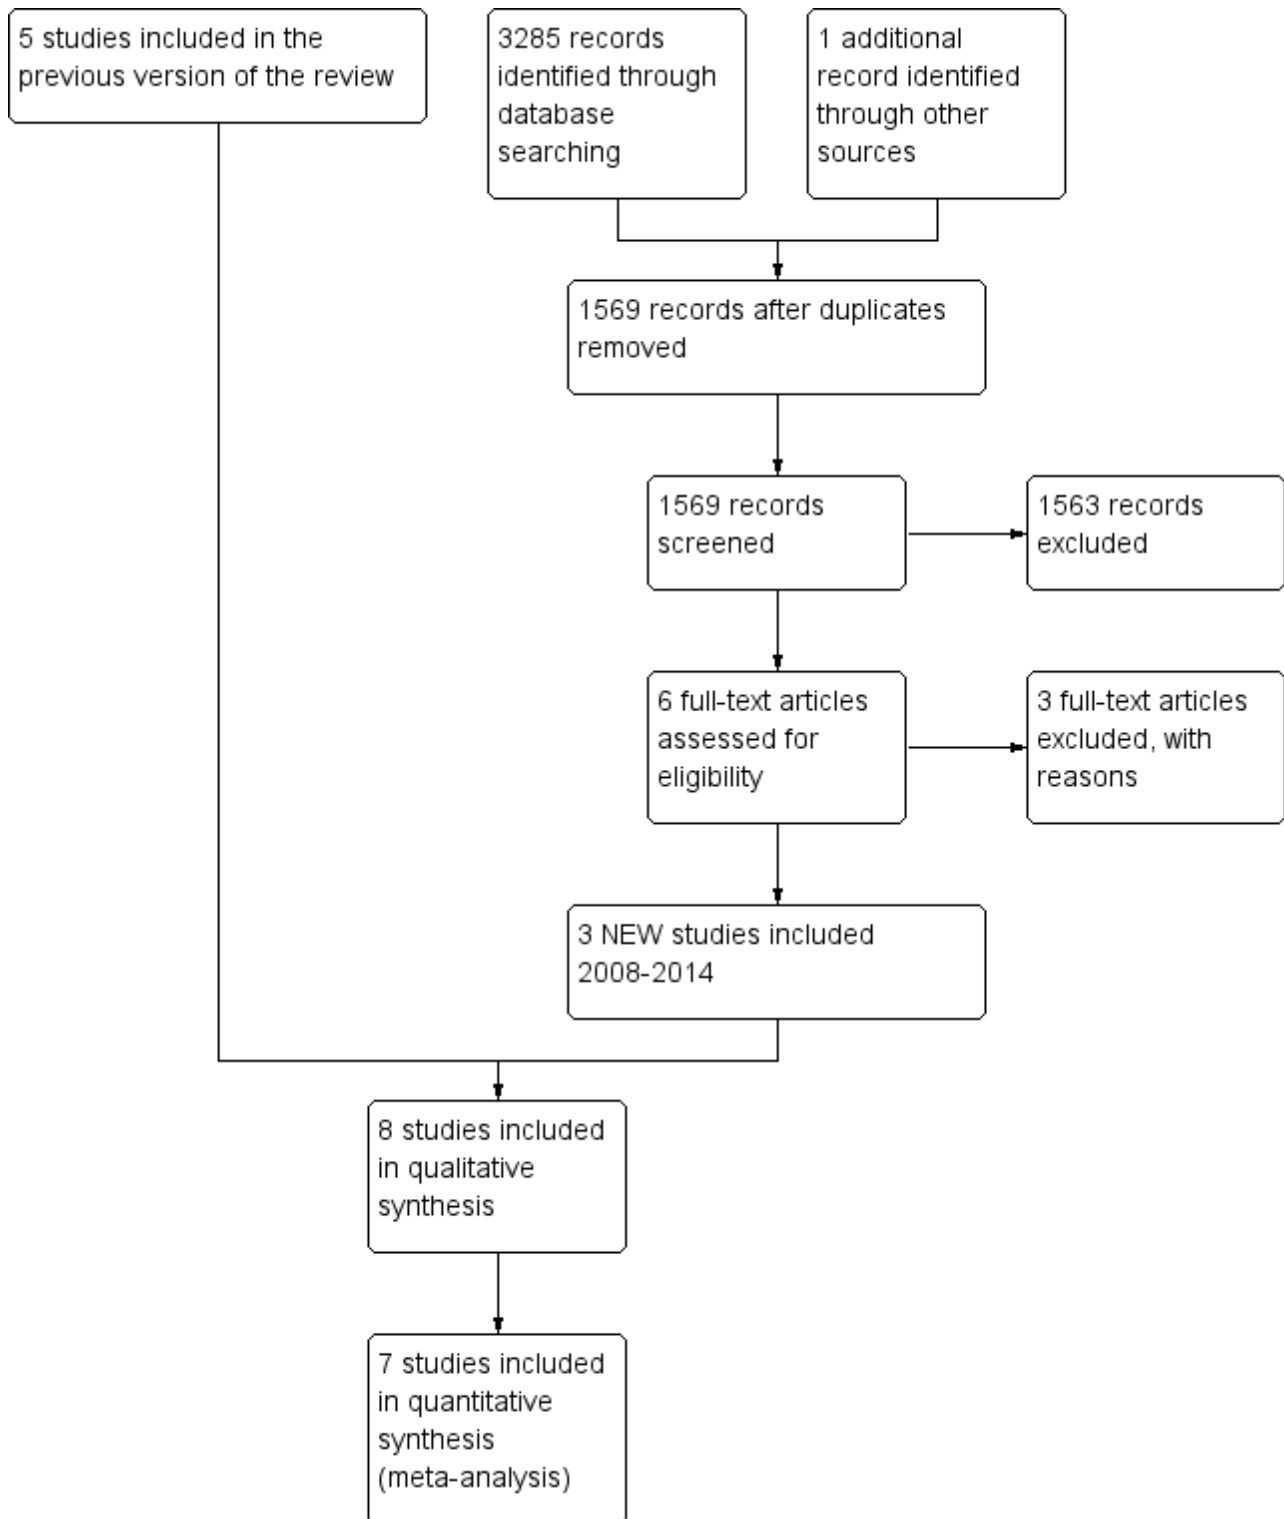 5 studies included in the
previous version of the review
3285 records
identified through
database
searching
1 additional
record identified
through other
sources
1569 records after duplicates
removed
1569 records
screened
1563 records
excluded
6 full-text articles
assessed for
eligibility
3 full-text articles
excluded, with
reasons
3 NEW studies included
2008-2014
8 studies included
in qualitative
synthesis
7 studies included
in quantitative
synthesis
(meta-analysis)